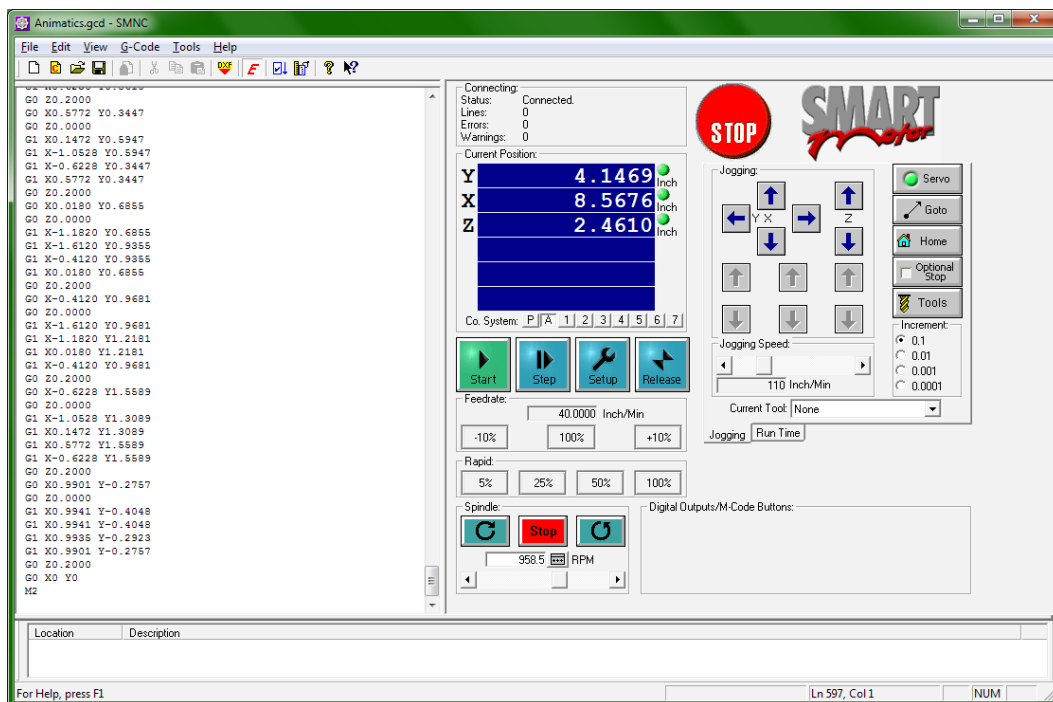 Animatics.gcd - SMNC
File Edit View G-Code Tools Help
G0 Z0.2000
G0 X0.5772 Y0.3447
G0 Z0.0000
G1 X0.1472 Y0.5947
G1 X-1.0528 Y0.5947
G1 X-0.6228 Y0.3447
G1 X0.5772 Y0.3447
G0 Z0.2000
G0 X0.0180 Y0.6855
G0 Z0.0000
G1 X-1.1820 Y0.6855
G1 X-1.6120 Y0.9355
G1 X-0.4120 Y0.9355
G1 X0.0180 Y0.6855
G0 Z0.2000
G0 X-0.4120 Y0.9681
G0 Z0.0000
G1 X-1.6120 Y0.9681
G1 X-1.1820 Y1.2181
G1 X0.0180 Y1.2181
G1 X-0.4120 Y0.9681
G0 Z0.2000
G0 X-0.6228 Y1.5589
G0 Z0.0000
G1 X-1.0528 Y1.3089
G1 X0.1472 Y1.3089
G1 X0.5772 Y1.5589
G1 X-0.6228 Y1.5589
G0 Z0.2000
G0 X0.9901 Y-0.2757
G0 Z0.0000
G1 X0.9941 Y-0.4048
G1 X0.9941 Y-0.4048
G1 X0.9935 Y-0.2923
G1 X0.9901 Y-0.2757
G0 Z0.2000
G0 X0 Y0
M2
Connecting:
Status: Connected.
Lines: 0
Errors: 0
Warnings: 0
Current Position:
Y 4.1469 Inch
X 8.5676 Inch
Z 2.4610 Inch
Co. System: P A 1 2 3 4 5 6 7
Start Step Setup Release
Feedrate:
40.0000 Inch/Min
-10% 100% +10%
Rapid:
5% 25% 50% 100%
Spindle:
Stop
958.5 RPM
STOP
SMART
motor
Jogging:
Y X Z
Jogging Speed:
110 Inch/Min
Current Tool: None
Jogging Run Time
Servo
Goto
Home
Optional
Stop
Tools
Increment:
0.1
0.01
0.001
0.0001
Digital Outputs/M-Code Buttons:
Location Description
For Help, press F1
Ln 597, Col 1
NUM